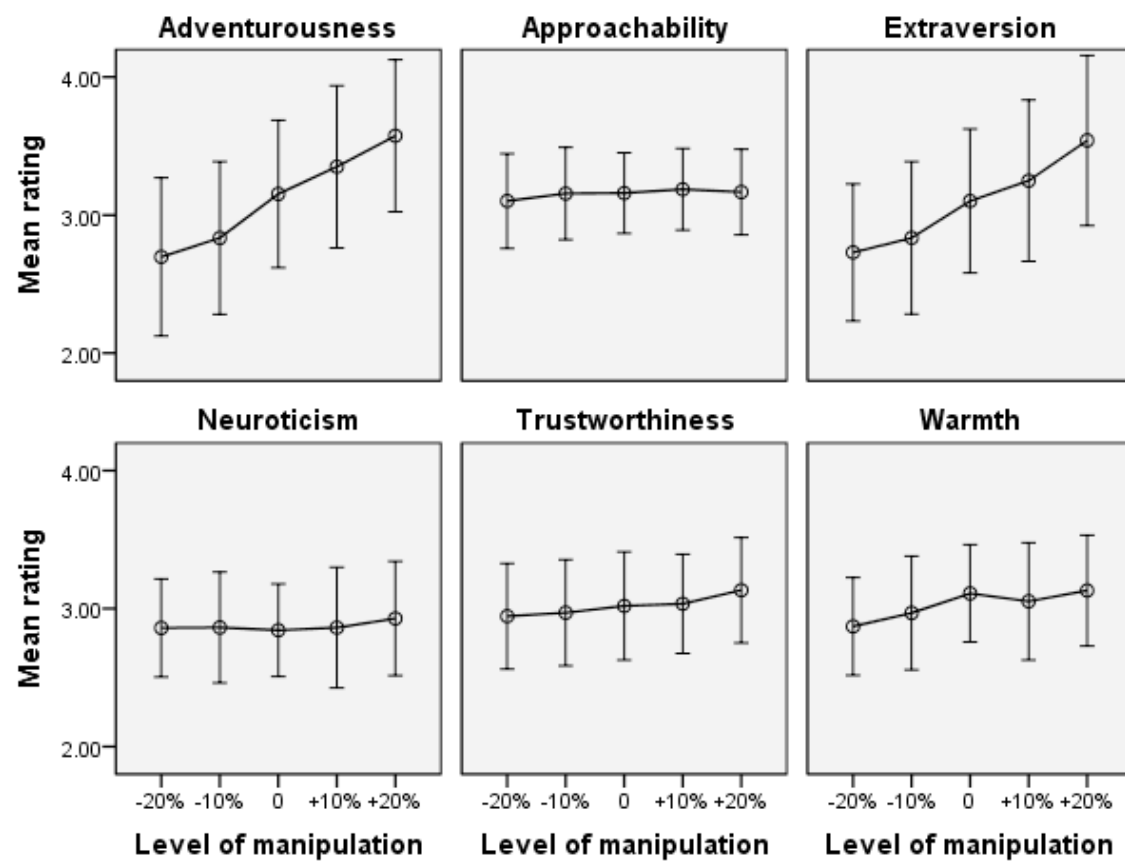 Adventurousness Approachability Extraversion
Mean rating
4.00
3.00
2.00
Neuroticism Trustworthiness Warmth
Mean rating
4.00
3.00
2.00
-20% -10% 0 +10% +20% -20% -10% 0 +10% +20% -20% -10% 0 +10% +20%
Level of manipulation Level of manipulation Level of manipulation